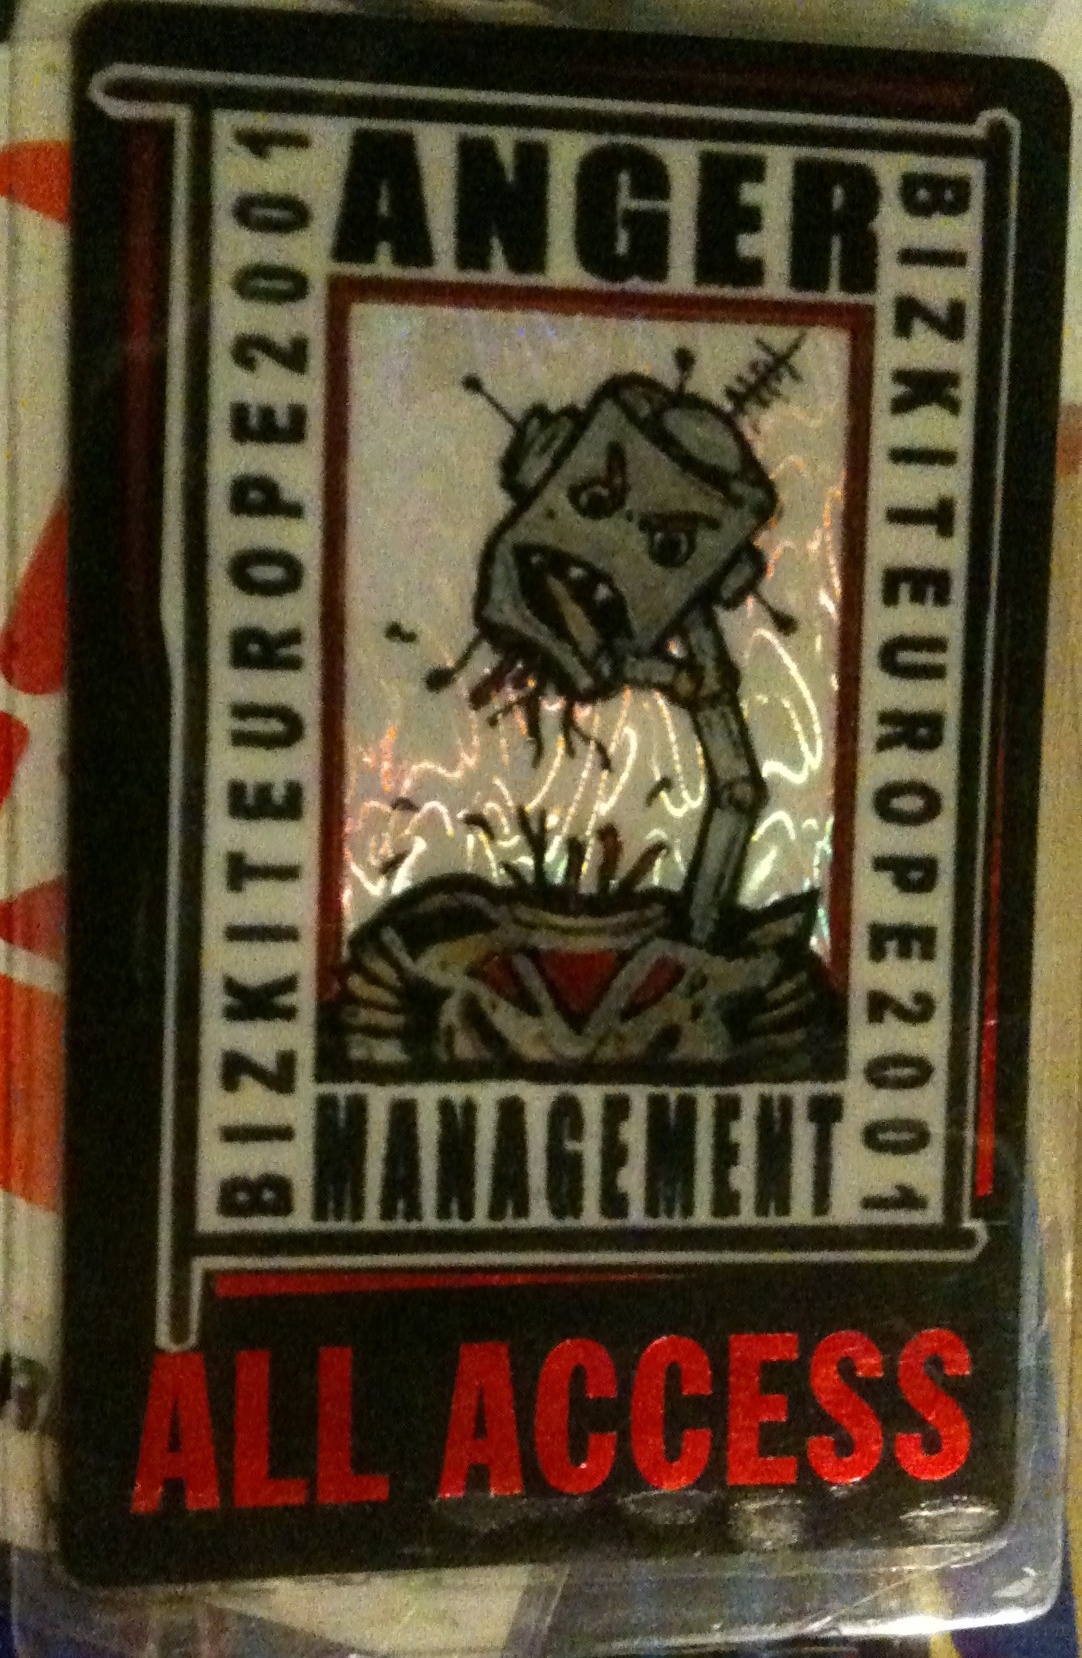 ANGER
BIZKITEUROPE2001
BIZKITEUROPE2001
MANAGEMENT
ALL ACCESS